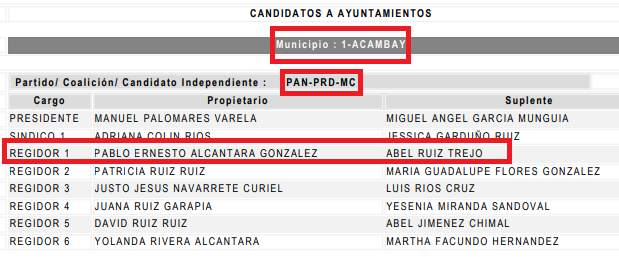 CANDIDATOS A AYUNTAMIENTOS
Municipio : 1-ACAMBAY
Partido/ Coalición/ Candidato Independiente : PAN-PRD-MC
Cargo Propietario Suplente
PRESIDENTE MANUEL PALOMARES VARELA MIGUEL ANGEL GARCIA MUNGUIA
SINDICO 1 ADRIANA COLIN RIOS JESSICA GARDUÑO RUIZ
REGIDOR 1 PABLO ERNESTO ALCANTARA GONZALEZ ABEL RUIZ TREJO
REGIDOR 2 PATRICIA RUIZ RUIZ MARIA GUADALUPE FLORES GONZALEZ
REGIDOR 3 JUSTO JESUS NAVARRETE CURIEL LUIS RIOS CRUZ
REGIDOR 4 JUANA RUIZ GARAPIA YESENIA MIRANDA SANDOVAL
REGIDOR 5 DAVID RUIZ RUIZ ABEL JIMENEZ CHIMAL
REGIDOR 6 YOLANDA RIVERA ALCANTARA MARTHA FACUNDO HERNANDEZ